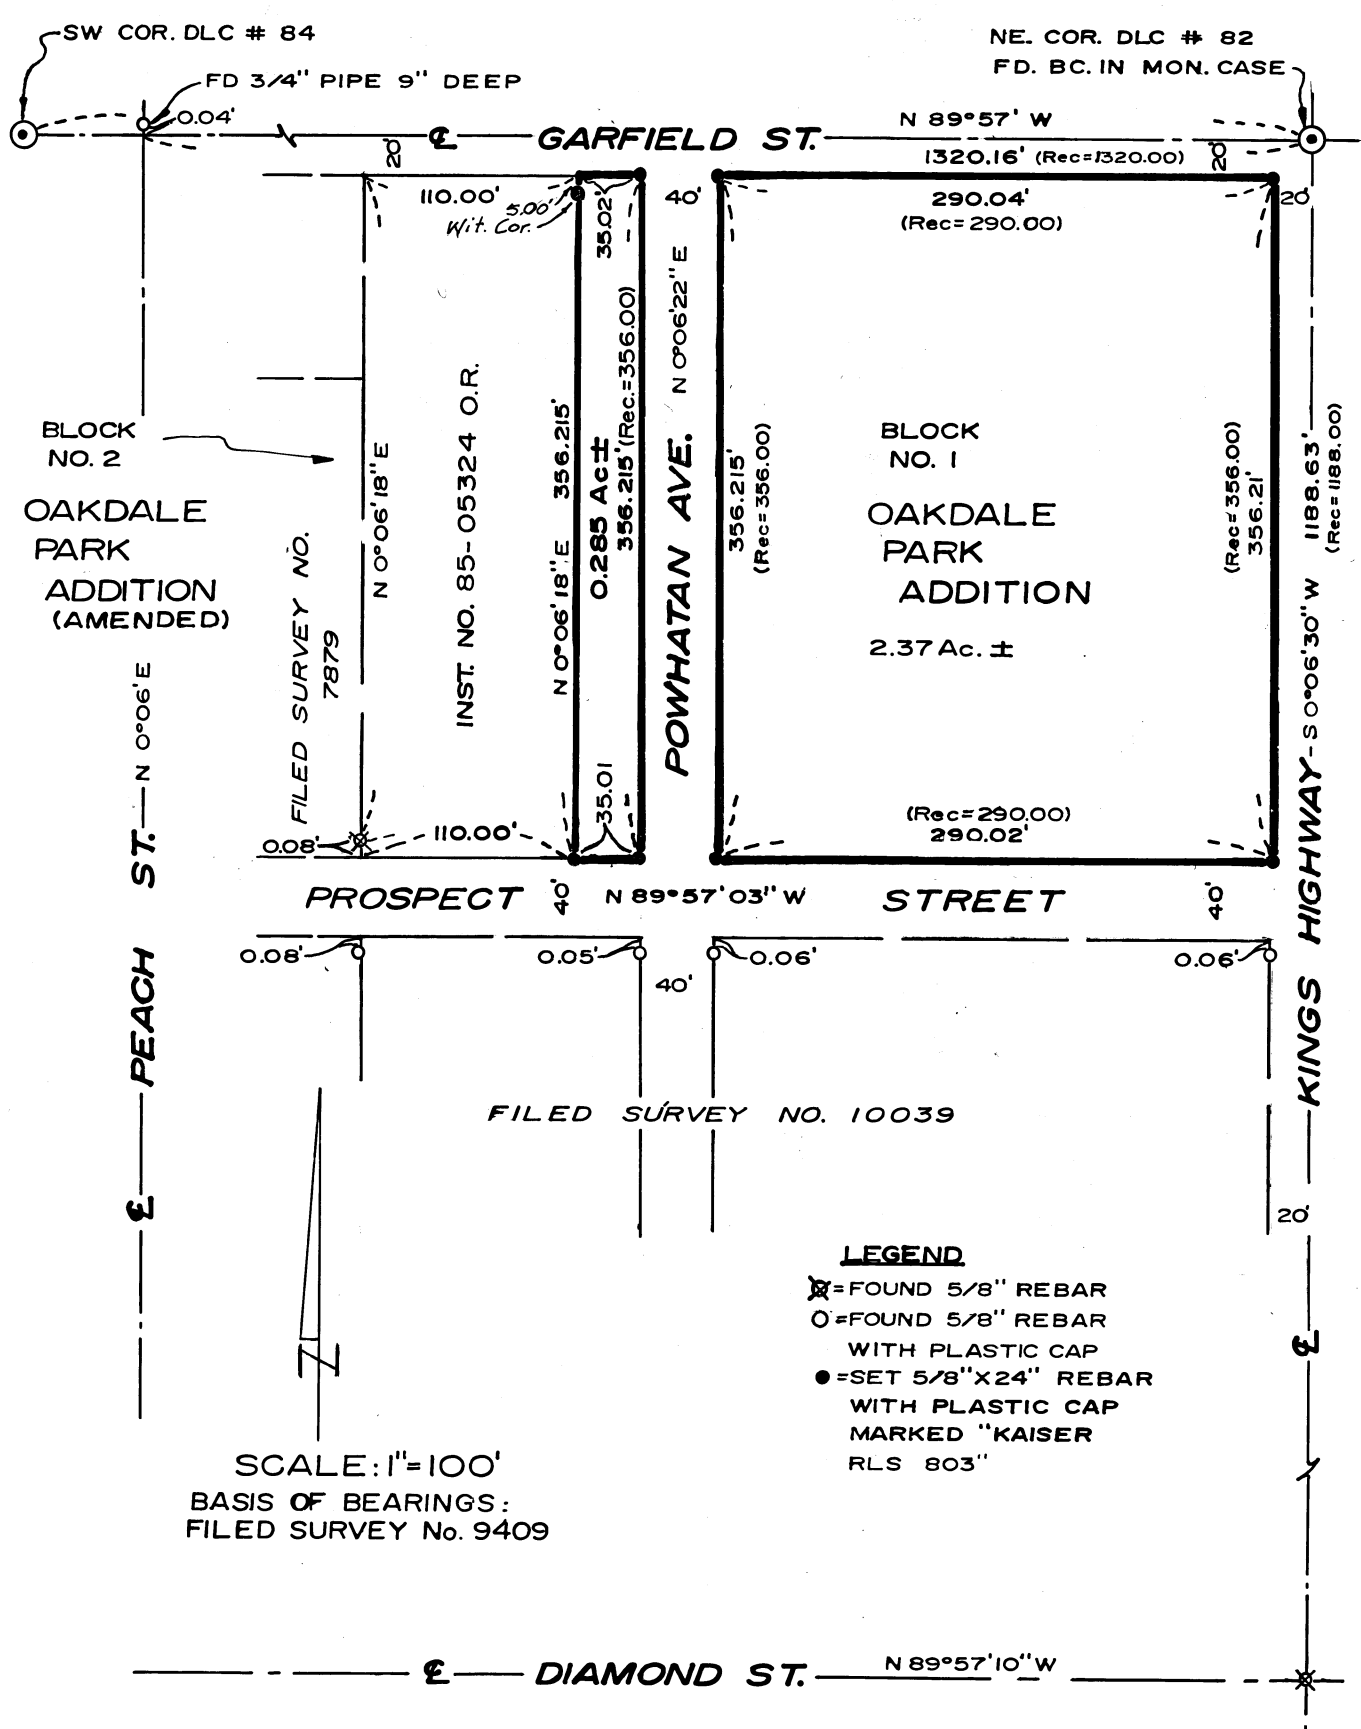 SW COR. DLC # 84
NE. COR. DLC # 82
FD. BC. IN MON. CASE
FD 3/4" PIPE 9" DEEP
0.04'
℄ GARFIELD ST.
N 89°57' W
1320.16' (Rec=1320.00)
20'
20'
110.00'
5.00'
Wit. Cor.
35.02'
40'
290.04'
(Rec=290.00)
20'
BLOCK
NO. 2
OAKDALE
PARK
ADDITION
(AMENDED)
FILED SURVEY NO.
7879
N 0°06'18" E
INST. NO. 85-05324 O.R.
N 0°06'18" E 356.215'
0.285 Ac ±
356.215' (Rec.=356.00)
POWHATAN AVE. N 0°06'22" E
356.215'
(Rec=356.00)
BLOCK
NO. 1
OAKDALE
PARK
ADDITION
2.37 Ac. ±
(Rec=356.00)
356.21'
℄ KINGS HIGHWAY - S 0°06'30" W 1188.63'
(Rec=1188.00)
℄ PEACH ST. N 0°06' E
0.08'
110.00'
35.01
(Rec=290.00)
290.02'
PROSPECT
40'
N 89°57'03" W
STREET
40'
0.08'
0.05'
0.06'
0.06'
40'
FILED SURVEY NO. 10039
20'
N
LEGEND
=FOUND 5/8" REBAR
=FOUND 5/8" REBAR
WITH PLASTIC CAP
=SET 5/8"X24" REBAR
WITH PLASTIC CAP
MARKED "KAISER
RLS 803"
SCALE: 1"=100'
BASIS OF BEARINGS:
FILED SURVEY No. 9409
℄ DIAMOND ST.
N 89°57'10" W